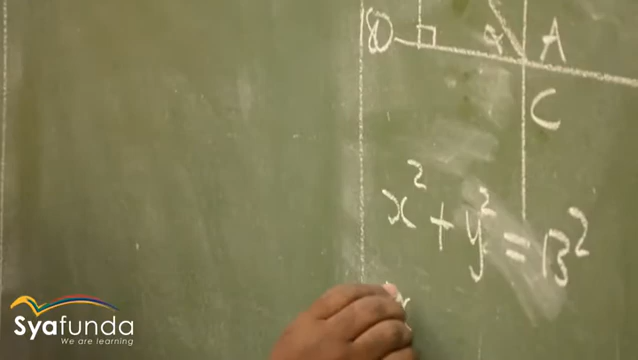 A
C
x² + y² = 13²
x
Syafunda
We are learning